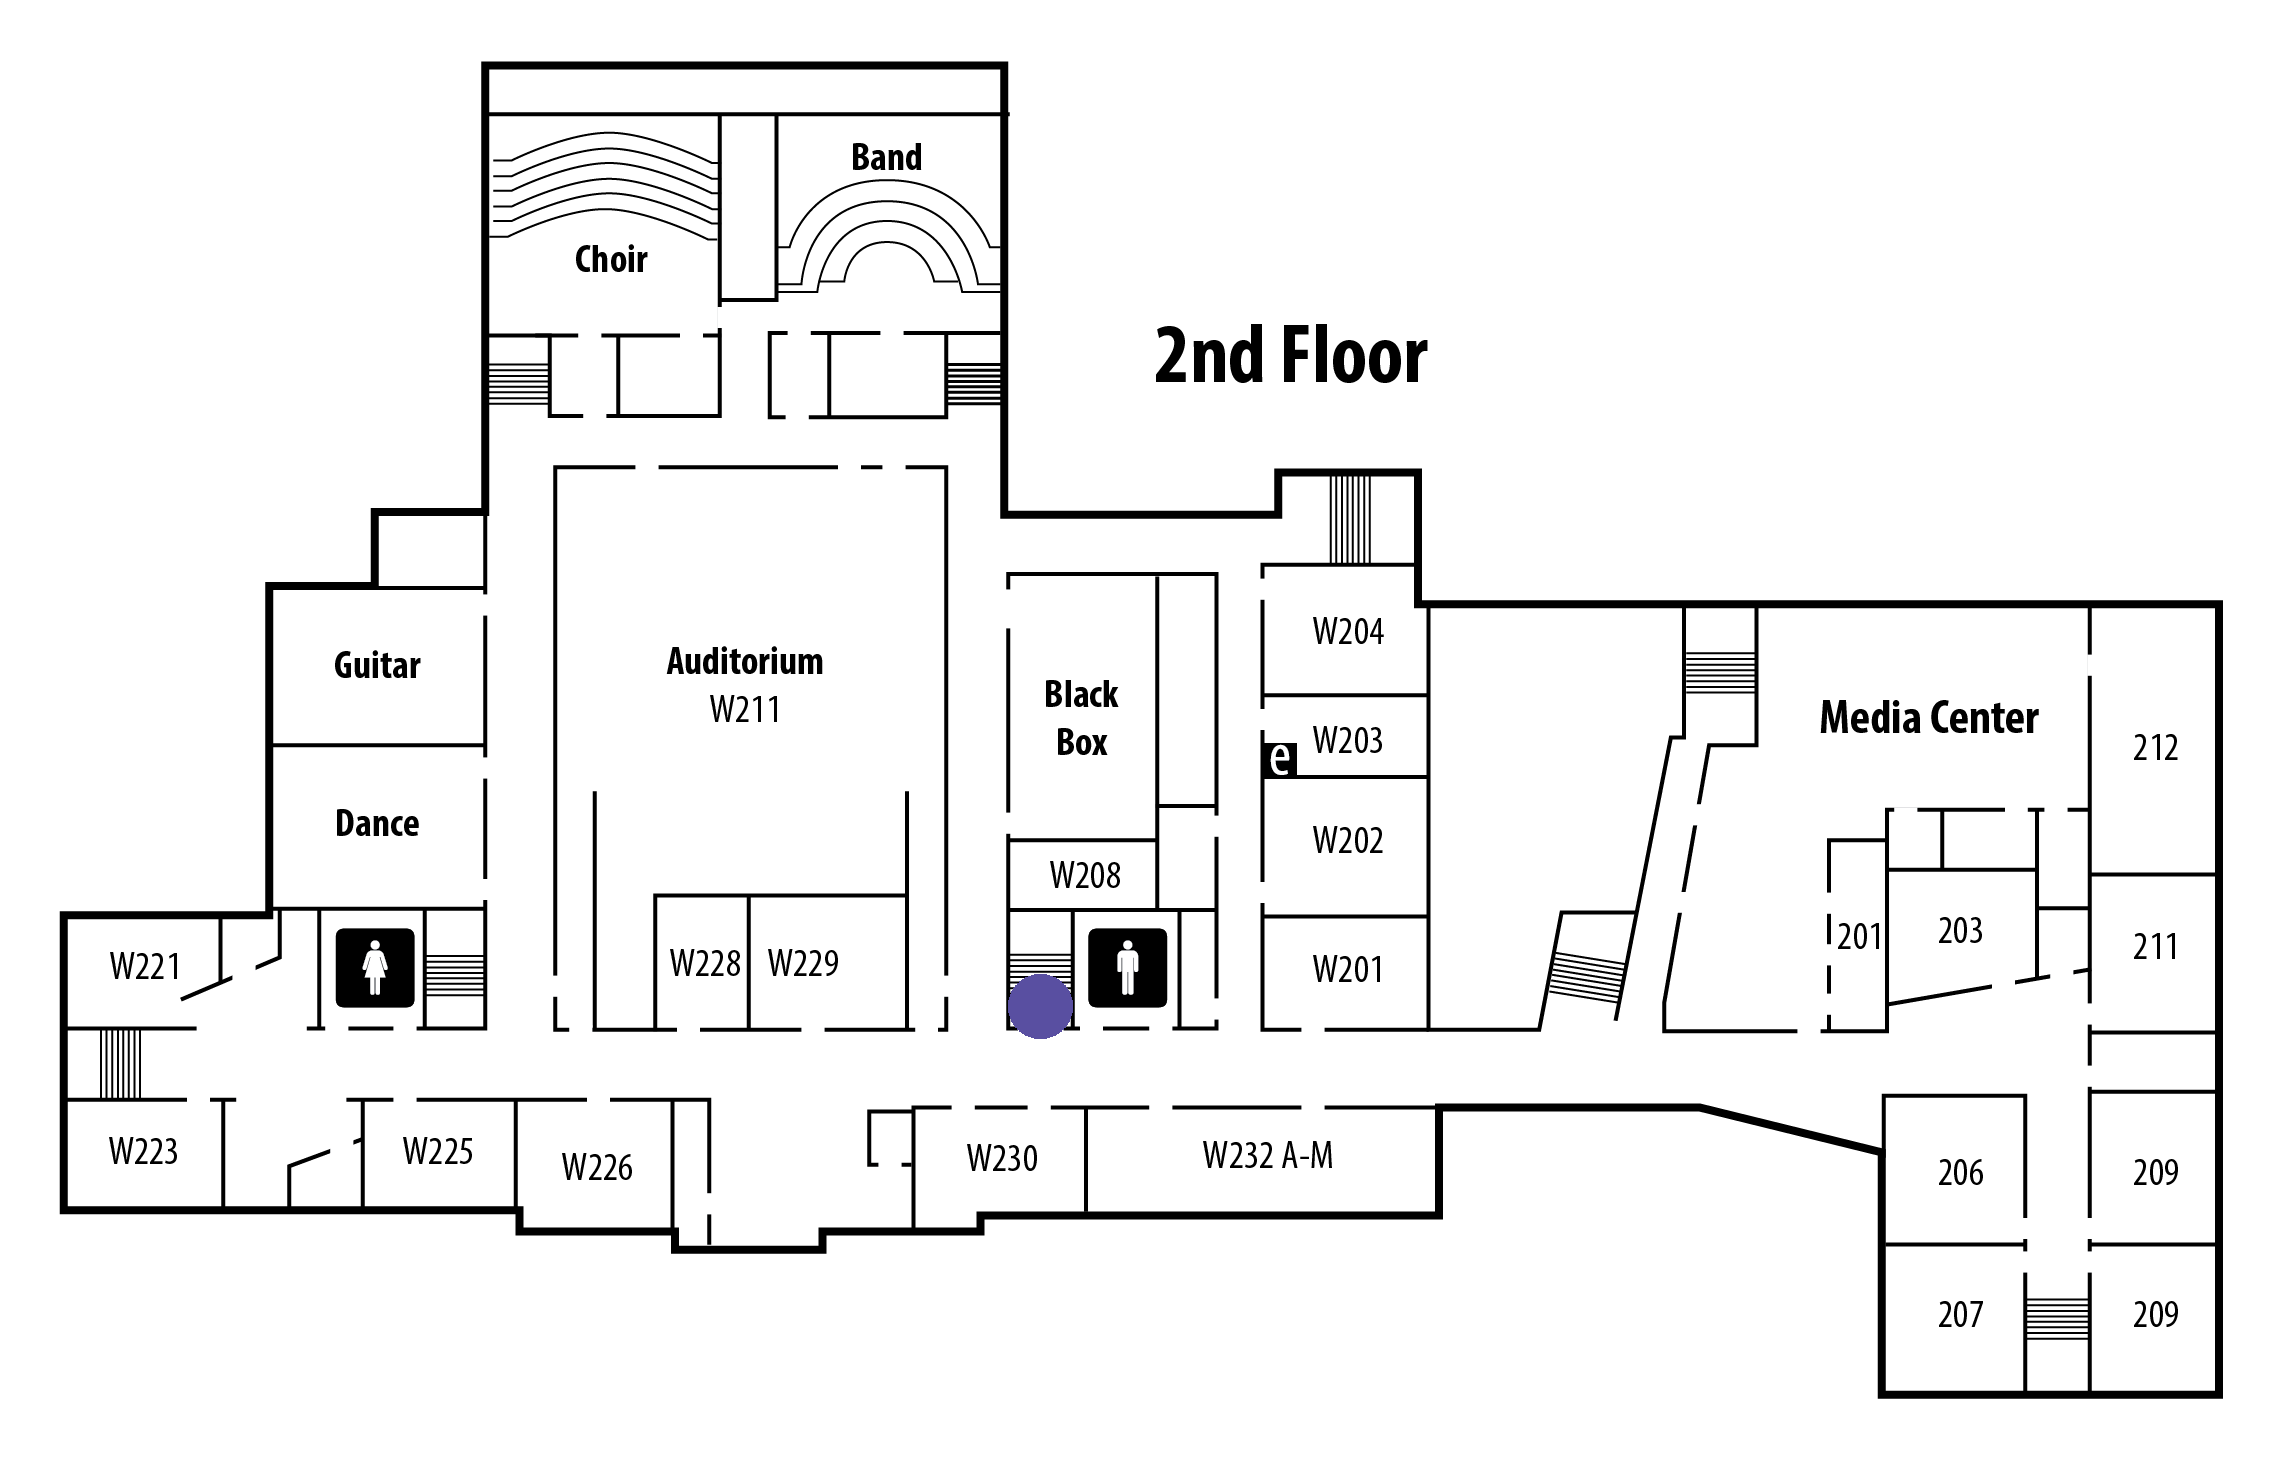 Band
Choir
2nd Floor
Guitar
Auditorium
W211
Black
Box
W204
W203
e
Media Center
212
Dance
W208
W202
W221
W228
W229
W201
201
203
211
W223
W225
W226
W230
W232 A-M
206
209
207
209